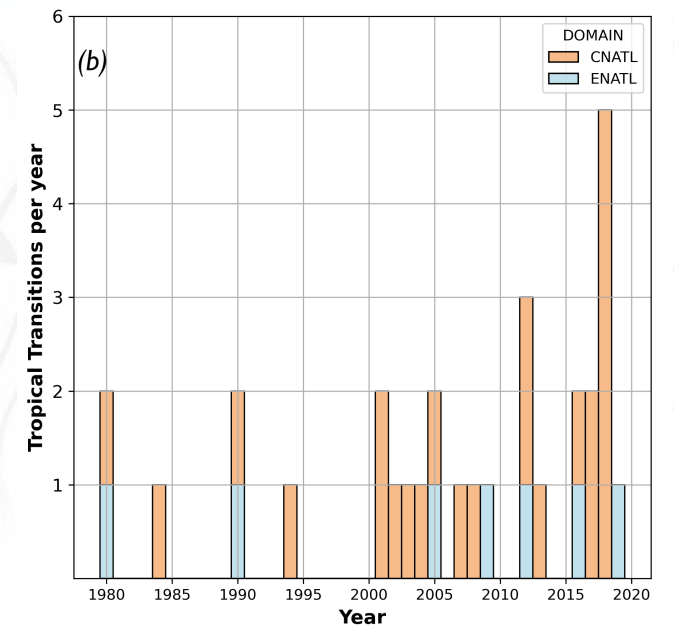 6
(b)
DOMAIN
CNATL
ENATL
5
4
3
2
1
Tropical Transitions per year
1980 1985 1990 1995 2000 2005 2010 2015 2020
Year